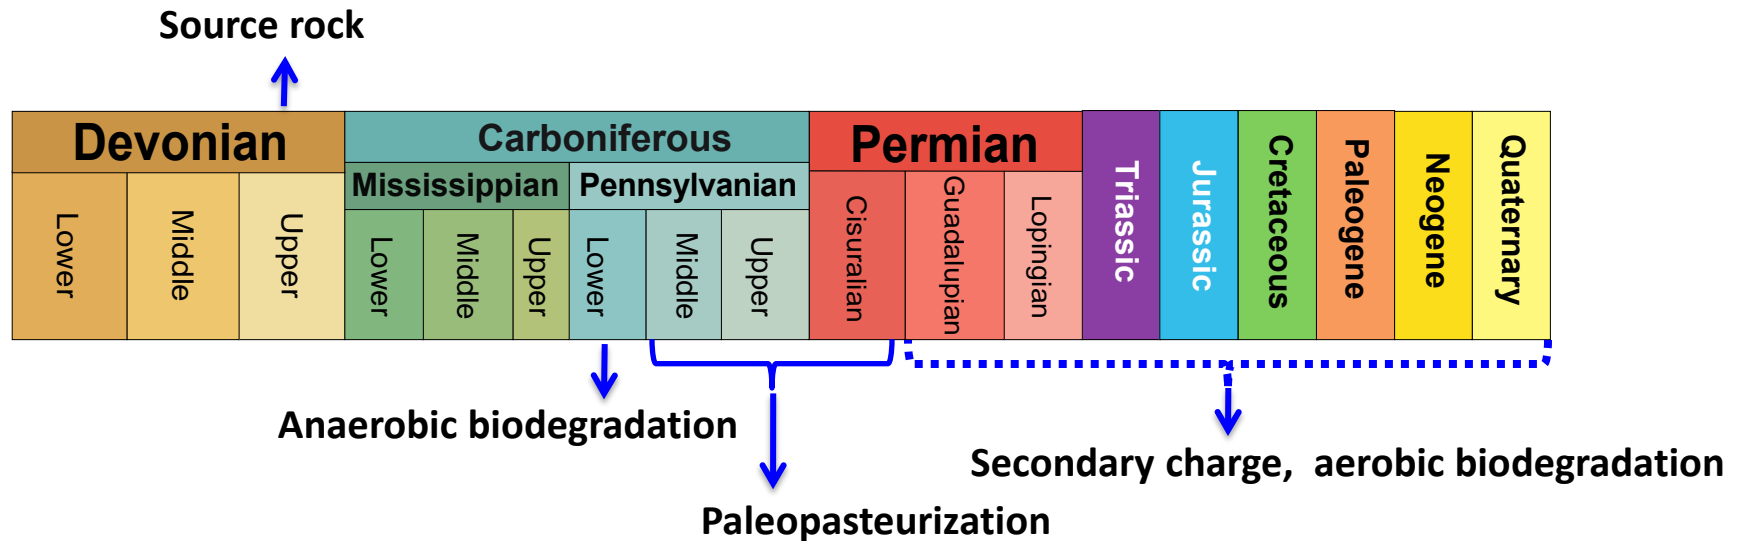 Source rock
Devonian
Carboniferous
Permian
Triassic
Jurassic
Cretaceous
Paleogene
Neogene
Quaternary
Mississippian
Pennsylvanian
Lower
Middle
Upper
Lower
Middle
Upper
Lower
Middle
Upper
Cisuralian
Guadalupian
Lopingian
Anaerobic biodegradation
Secondary charge, aerobic biodegradation
Paleopasteurization